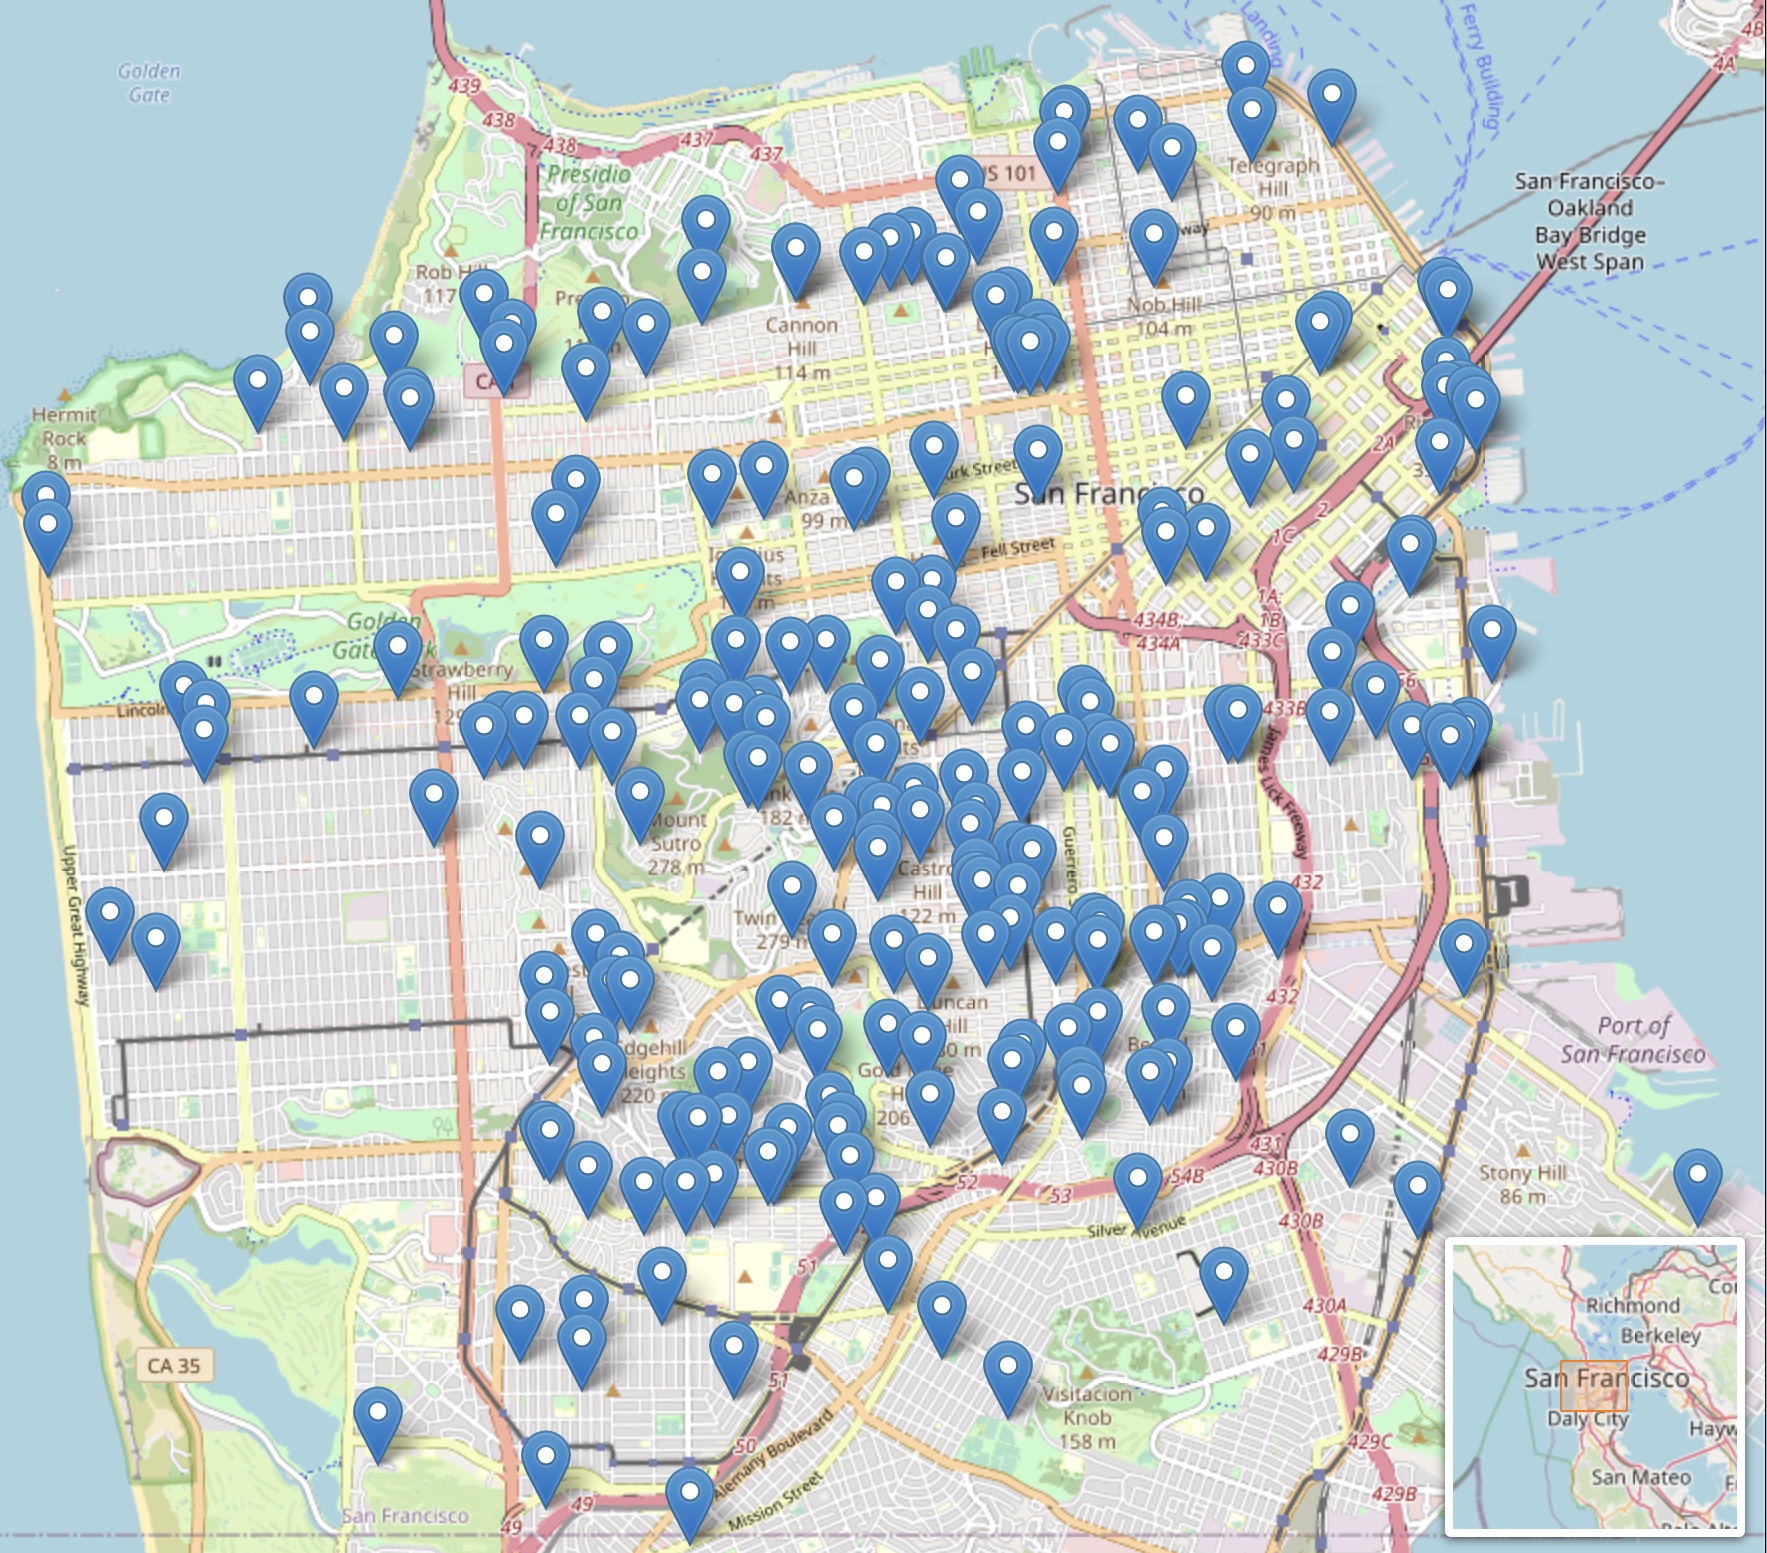 Golden
Gate
439
438
438
437
437
Presidio
of San
Francisco
US 101
Landing
Ferry Building
4B
4A
Telegraph
Hill
90 m
San Francisco–
Oakland
Bay Bridge
West Span
Rob Hill
117
Nob Hill
104 m
Cannon
Hill
114 m
Hermit
Rock
8 m
2A
Anza
99 m
San Francisco
2
1C
Fell Street
Golden
Strawberry
Hill
434B;
434A
1A;
1B
433C
Lincoln
433B
James Lick Freeway
Upper Great Highway
182 m
Mount
Sutro
278 m
Guerrero
Castro
Hill
122 m
432
279 m
Duncan
Hill
432
Edgehill
Heights
220
Port of
San Francisco
206
431
430B
52
53
54B
Stony Hill
86 m
Silver Avenue
430B
51
430A
429B
CA 35
51
Visitacion
Knob
158 m
50
Alemany Boulevard
Mission Street
429C
429B
San Francisco
49
49
Richmond
Berkeley
San Francisco
Daly City
San Mateo